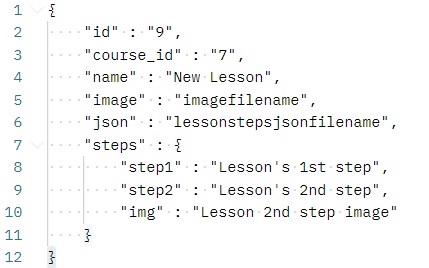 1 {
2     "id" : "9",
3     "course_id" : "7",
4     "name" : "New Lesson",
5     "image" : "imagefilename",
6     "json" : "lessonstepsjsonfilename",
7     "steps" : {
8         "step1" : "Lesson's 1st step",
9         "step2" : "Lesson's 2nd step",
10         "img" : "Lesson 2nd step image"
11     }
12 }